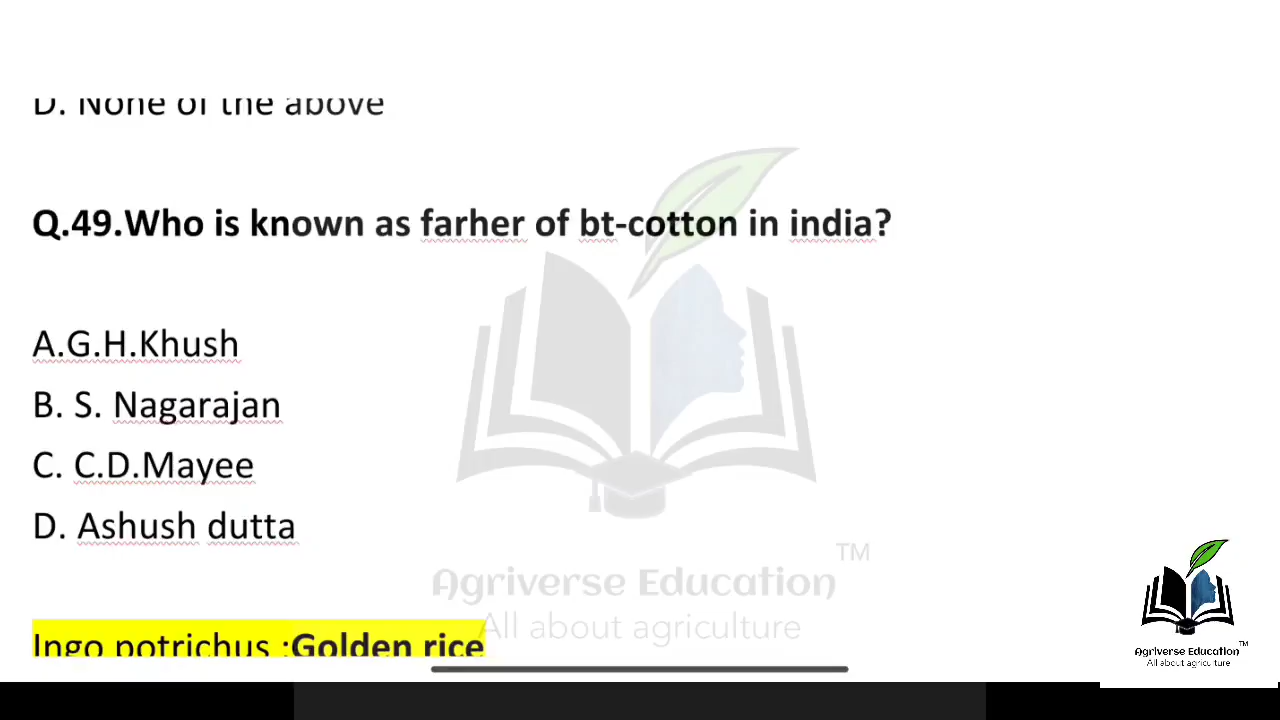 D. None of the above
Q.49.Who is known as farher of bt-cotton in india?
A.G.H.Khush
B. S. Nagarajan
C. C.D.Mayee
D. Ashush dutta
TM
Agriverse Education
All about agriculture
Ingo potrichus :Golden rice
TM
Agriverse Education
All about agriculture